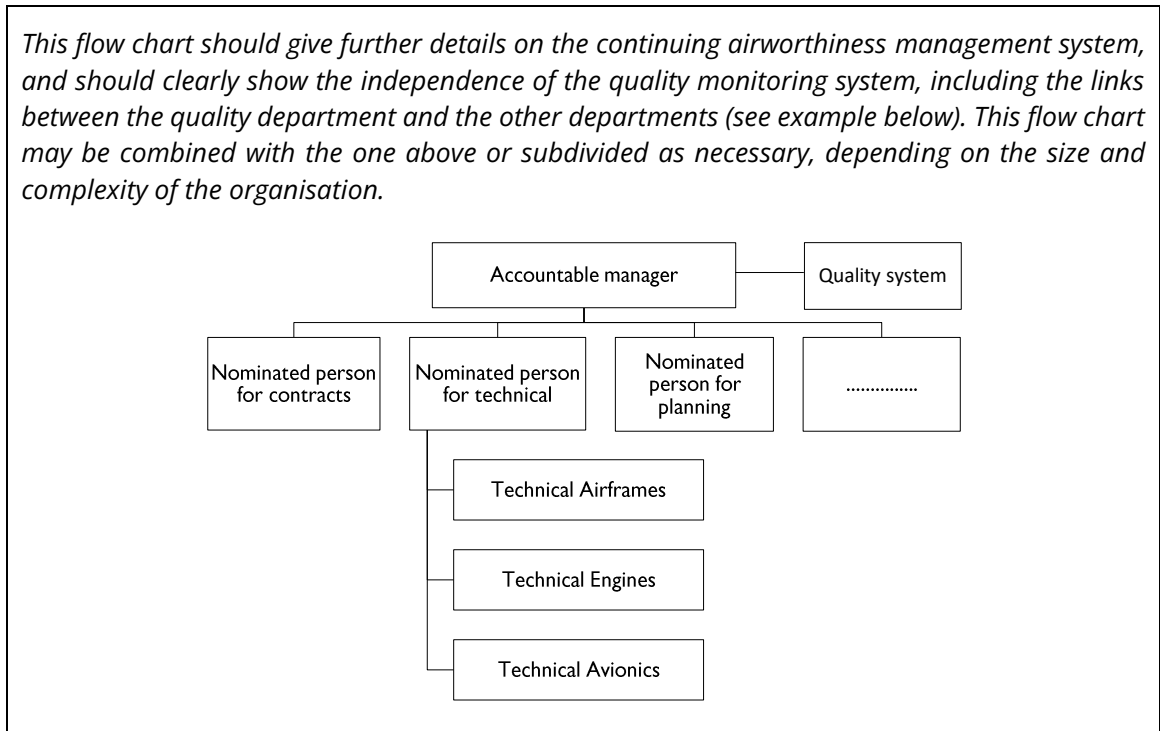 This flow chart should give further details on the continuing airworthiness management system,
and should clearly show the independence of the quality monitoring system, including the links
between the quality department and the other departments (see example below). This flow chart
may be combined with the one above or subdivided as necessary, depending on the size and
complexity of the organisation.
Accountable manager
Quality system
Nominated person
for contracts
Nominated person
for technical
Nominated
person for
planning
...............
Technical Airframes
Technical Engines
Technical Avionics